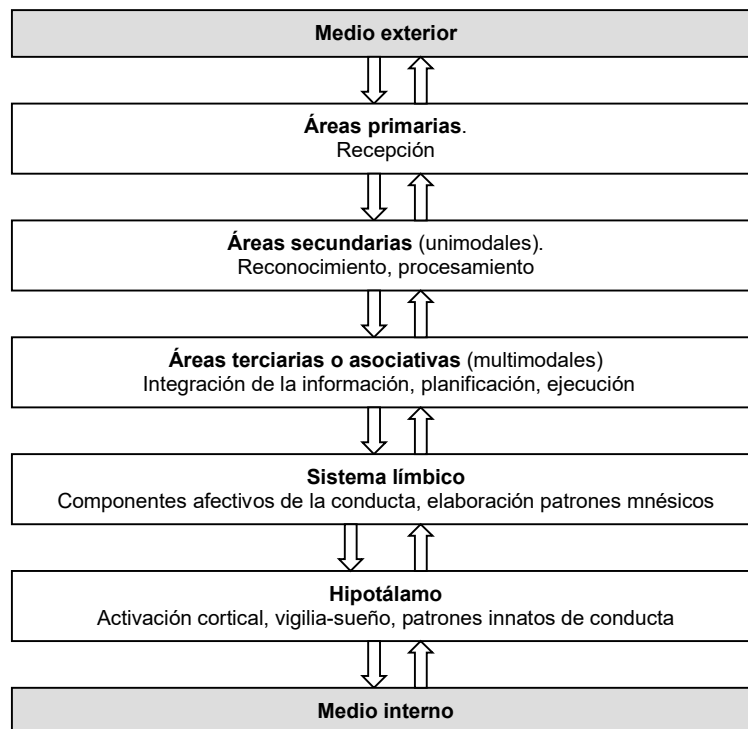 Medio exterior
Áreas primarias.
Recepción
Áreas secundarias (unimodales).
Reconocimiento, procesamiento
Áreas terciarias o asociativas (multimodales)
Integración de la información, planificación, ejecución
Sistema límbico
Componentes afectivos de la conducta, elaboración patrones mnésicos
Hipotálamo
Activación cortical, vigilia-sueño, patrones innatos de conducta
Medio interno